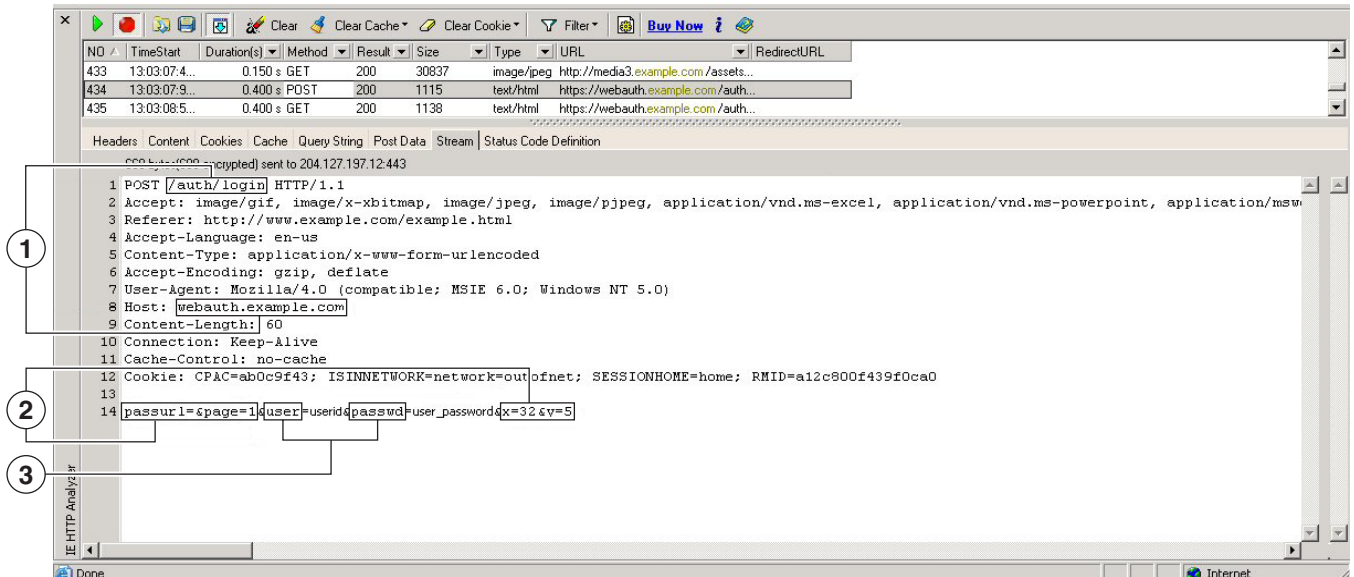 Clear Clear Cache Clear Cookie Filter Buy Now i
NO TimeStart Duration(s) Method Result Size Type URL RedirectURL
433 13:03:07:4... 0.150 s GET 200 30837 image/jpeg http://media3.example.com /assets...
434 13:03:07:9... 0.400 s POST 200 1115 text/html https://webauth.example.com /auth...
435 13:03:08:5... 0.400 s GET 200 1138 text/html https://webauth.example.com /auth...
Headers Content Cookies Cache Query String Post Data Stream Status Code Definition
sent to 204.127.197.12:443
1 POST /auth/login HTTP/1.1
2 Accept: image/gif, image/x-xbitmap, image/jpeg, image/pjpeg, application/vnd.ms-excel, application/vnd.ms-powerpoint, application/msw
3 Referer: http://www.example.com/example.html
4 Accept-Language: en-us
1
5 Content-Type: application/x-www-form-urlencoded
6 Accept-Encoding: gzip, deflate
7 User-Agent: Mozilla/4.0 (compatible; MSIE 6.0; Windows NT 5.0)
8 Host: webauth.example.com
9 Content-Length: 60
10 Connection: Keep-Alive
11 Cache-Control: no-cache
12 Cookie: CPAC=ab0c9f43; ISINNETWORK=network=outofnet; SESSIONHOME=home; RMID=a12c800f439f0ca0
13
2
14 passurl=&page=1&user=userid&passwd=user_password&x=32&y=5
3
IE HTTP Analyzer
Done Internet